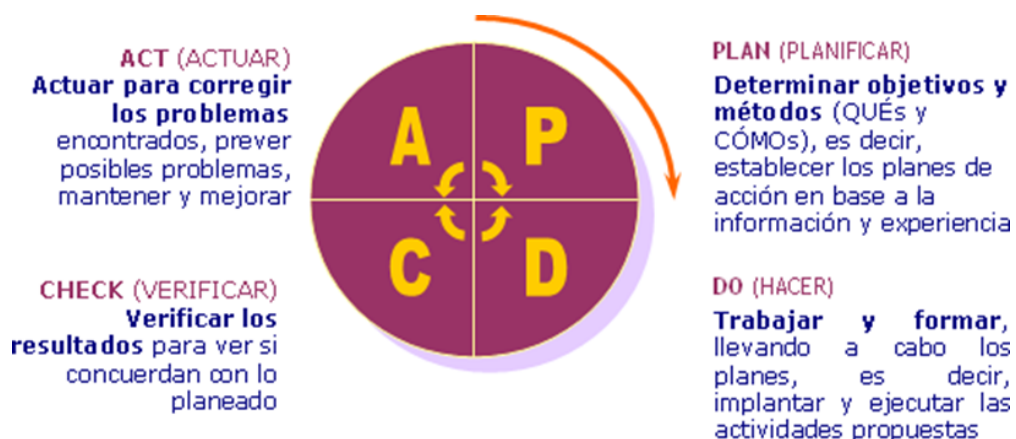 ACT (ACTUAR)
Actuar para corregir
los problemas
encontrados, prever
posibles problemas,
mantener y mejorar
A
P
PLAN (PLANIFICAR)
Determinar objetivos y
métodos (QUÉs y
CÓMOs), es decir,
establecer los planes de
acción en base a la
información y experiencia
CHECK (VERIFICAR)
Verificar los
resultados para ver si
concuerdan con lo
planeado
C
D
DO (HACER)
Trabajar y formar,
llevando a cabo los
planes, es decir,
implantar y ejecutar las
actividades propuestas